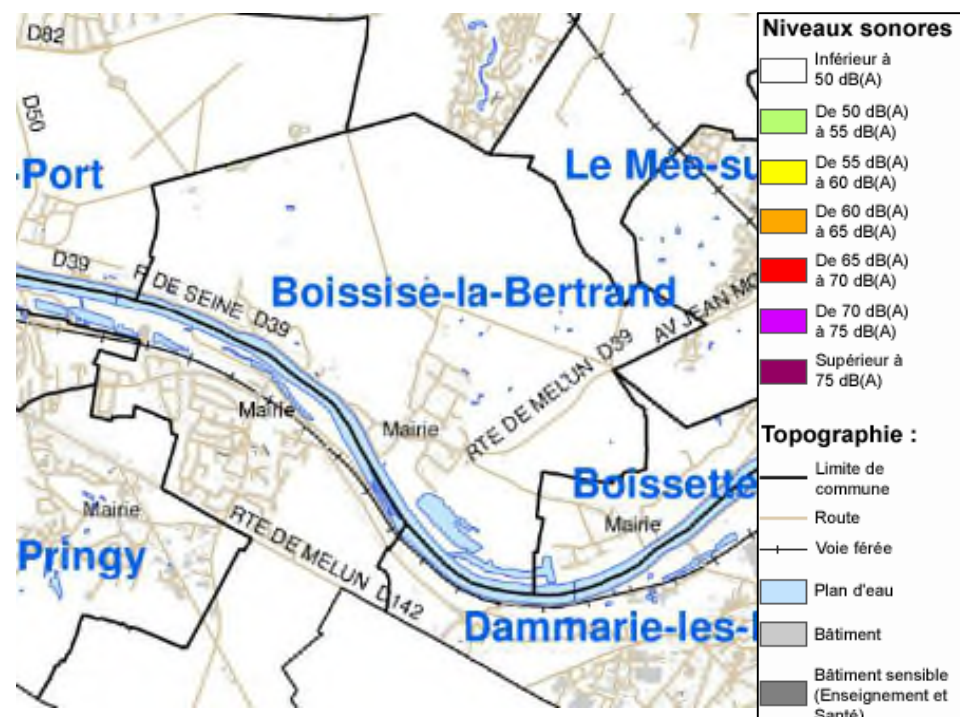 D82
D50
-Port
Le Mée-su
D39
R DE SEINE D39
Boissise-la-Bertrand
AV JEAN MO
RTE DE MELUN D39
Mairie
Mairie
Boissette
Mairie
Mairie
Pringy
RTE DE MELUN D142
Dammarie-les-
Niveaux sonores
Inférieur à
50 dB(A)
De 50 dB(A)
à 55 dB(A)
De 55 dB(A)
à 60 dB(A)
De 60 dB(A)
à 65 dB(A)
De 65 dB(A)
à 70 dB(A)
De 70 dB(A)
à 75 dB(A)
Supérieur à
75 dB(A)
Topographie :
Limite de
commune
Route
Voie férée
Plan d'eau
Bâtiment
Bâtiment sensible
(Enseignement et
Santé)